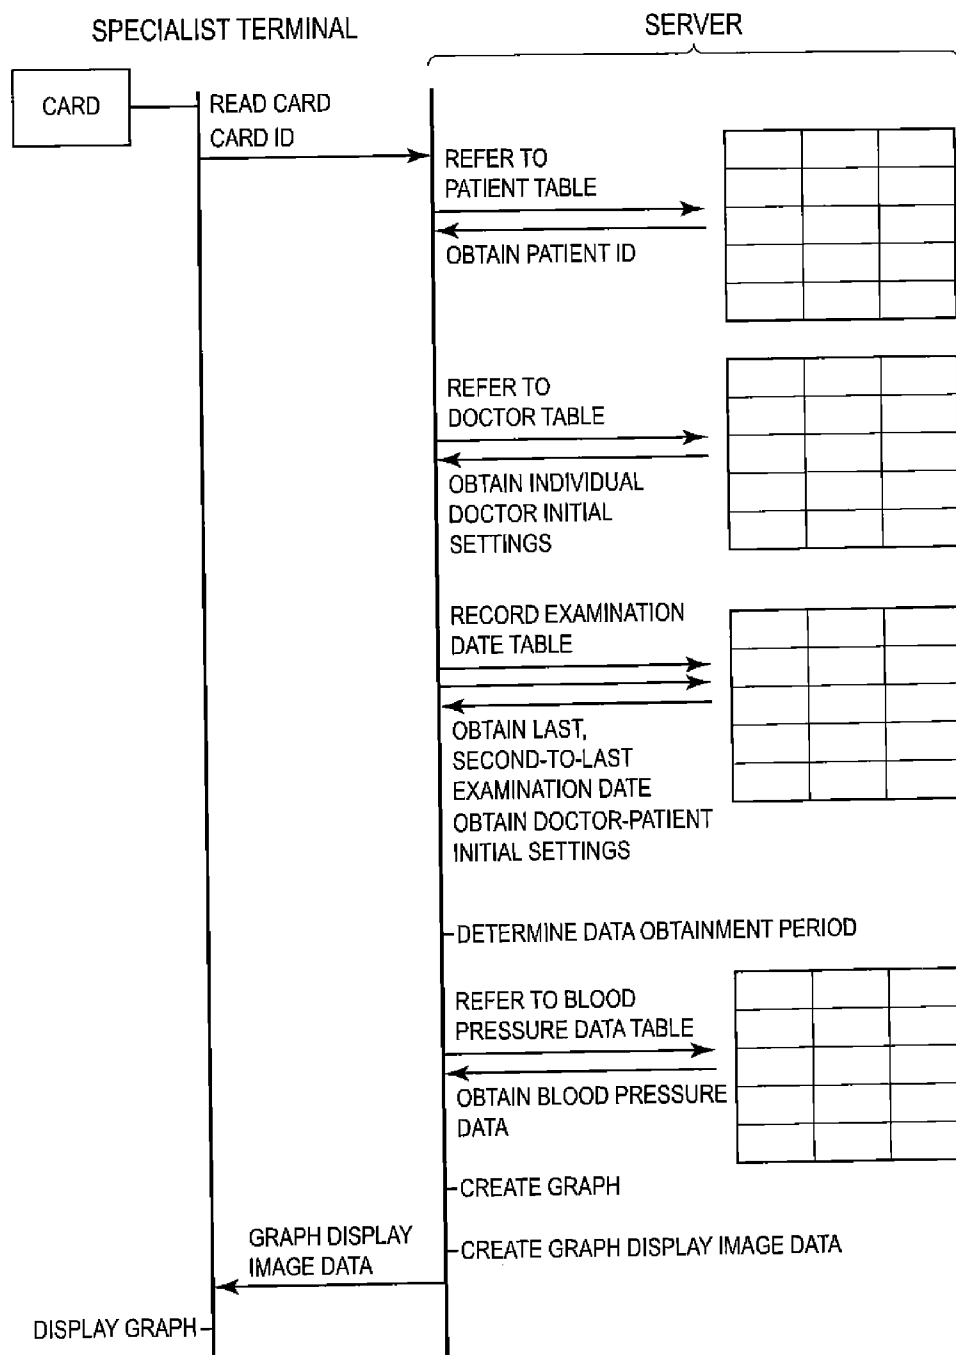 SPECIALIST TERMINAL
SERVER
CARD
READ CARD
CARD ID
REFER TO
PATIENT TABLE
OBTAIN PATIENT ID
REFER TO
DOCTOR TABLE
OBTAIN INDIVIDUAL
DOCTOR INITIAL
SETTINGS
RECORD EXAMINATION
DATE TABLE
OBTAIN LAST,
SECOND-TO-LAST
EXAMINATION DATE
OBTAIN DOCTOR-PATIENT
INITIAL SETTINGS
DETERMINE DATA OBTAINMENT PERIOD
REFER TO BLOOD
PRESSURE DATA TABLE
OBTAIN BLOOD PRESSURE
DATA
CREATE GRAPH
GRAPH DISPLAY
IMAGE DATA
CREATE GRAPH DISPLAY IMAGE DATA
DISPLAY GRAPH